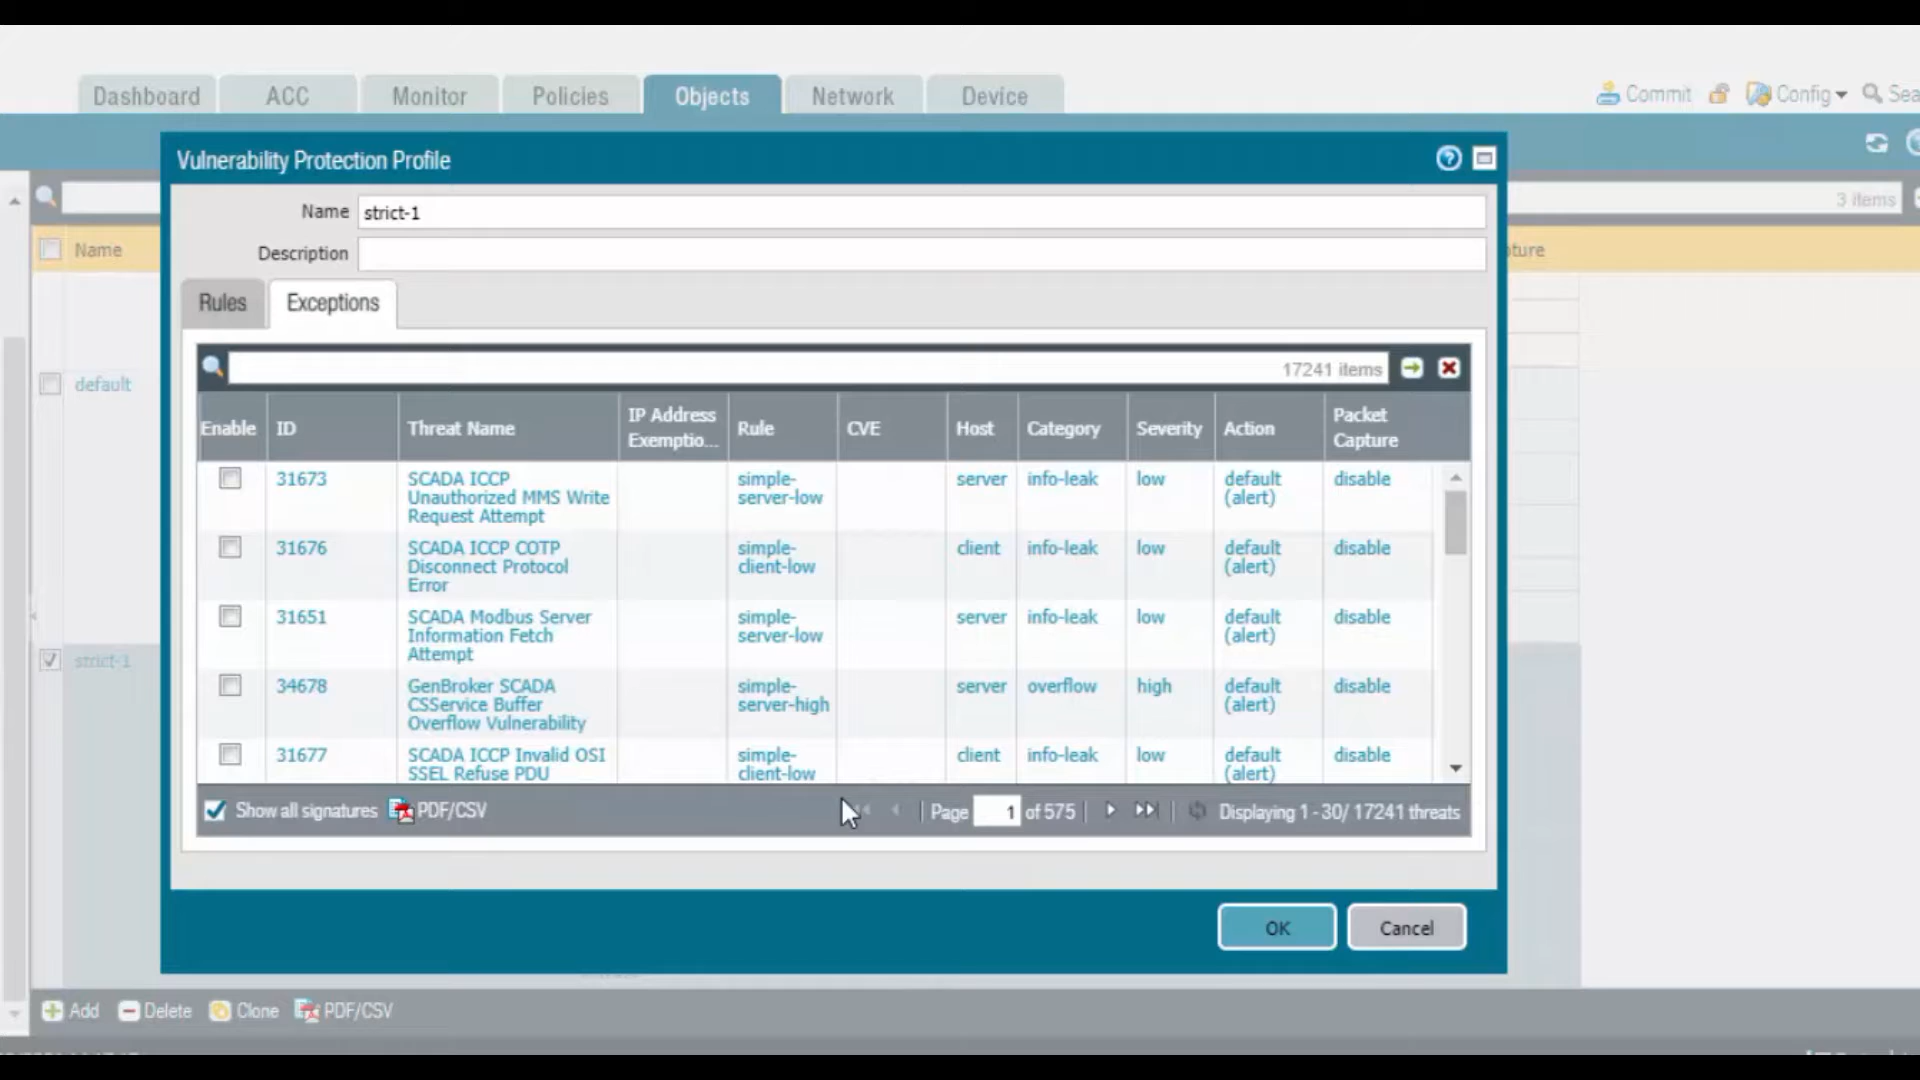 Dashboard ACC Monitor Policies Objects Network Device Commit Config Sea
Vulnerability Protection Profile
3 items
Name strict-1
Name
Description
ture
Rules Exceptions
17241 items
default
Enable ID Threat Name IP Address Exemptio... Rule CVE Host Category Severity Action Packet Capture
31673 SCADA ICCP Unauthorized MMS Write Request Attempt simple-server-low server info-leak low default (alert) disable
31676 SCADA ICCP COTP Disconnect Protocol Error simple-client-low client info-leak low default (alert) disable
31651 SCADA Modbus Server Information Fetch Attempt simple-server-low server info-leak low default (alert) disable
strict-1
34678 GenBroker SCADA CSService Buffer Overflow Vulnerability simple-server-high server overflow high default (alert) disable
31677 SCADA ICCP Invalid OSI SSEL Refuse PDU simple-client-low client info-leak low default (alert) disable
Show all signatures PDF/CSV Page 1 of 575 Displaying 1 - 30/ 17241 threats
OK Cancel
Add Delete Clone PDF/CSV